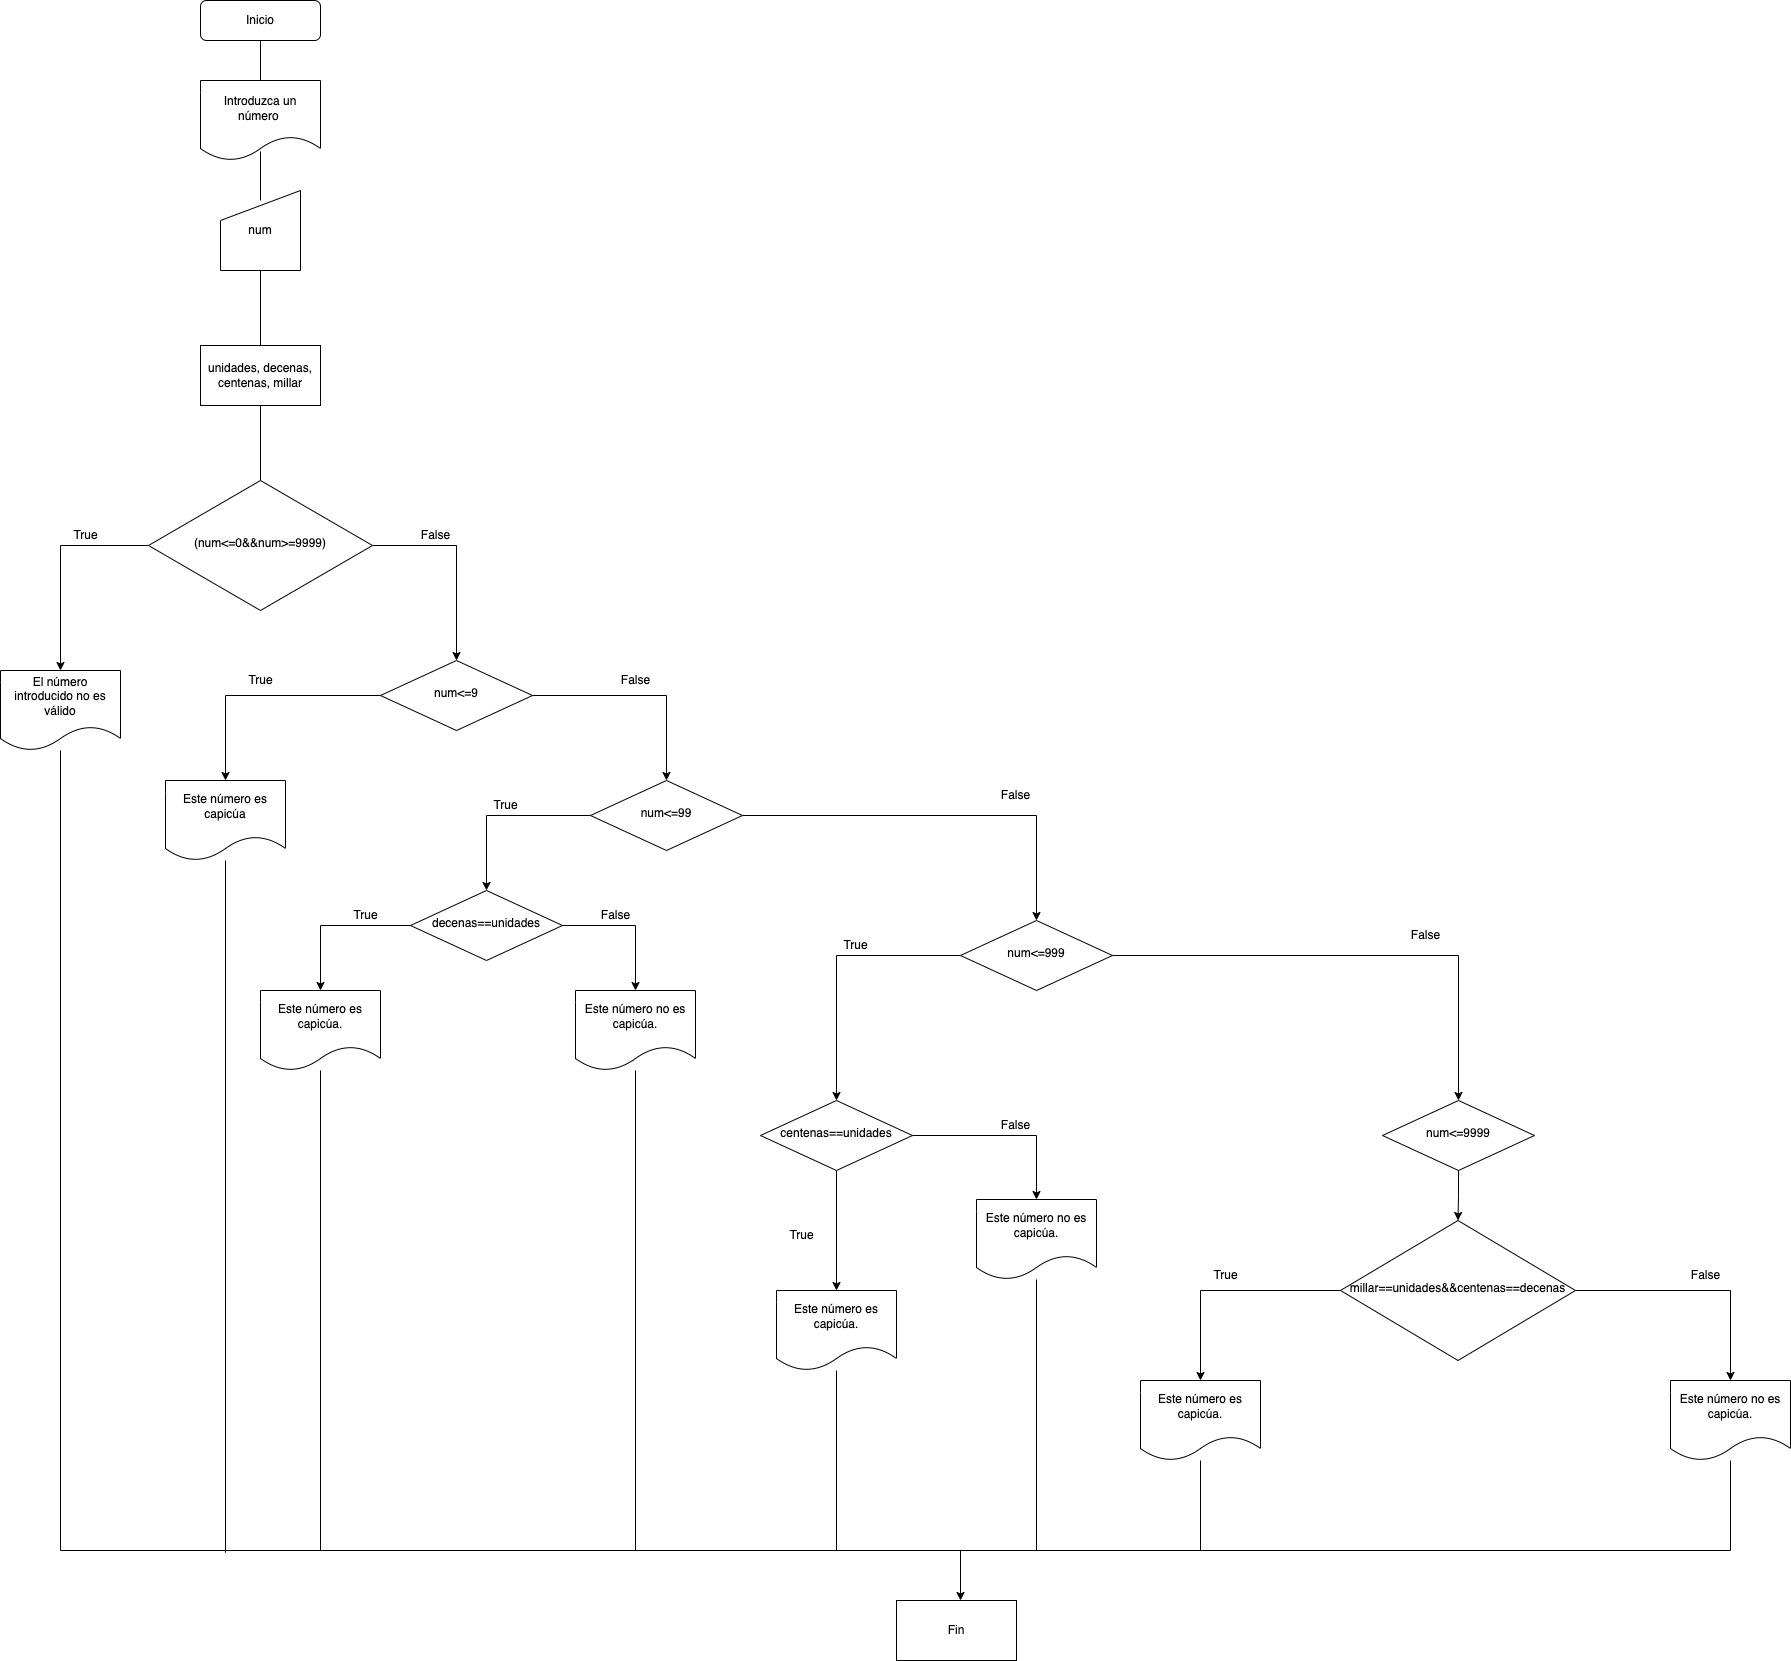 Inicio
Introduzca un
número
num
unidades, decenas,
centenas, millar
True
(num<=0&&num>=9999)
False
El número
introducido no es
válido
True
num<=9
False
Este número es
capicúa
True
num<=99
False
True
decenas==unidades
False
Este número es
capicúa.
Este número no es
capicúa.
True
num<=999
False
centenas==unidades
False
True
Este número no es
capicúa.
Este número es
capicúa.
num<=9999
True
millar==unidades&&centenas==decenas
False
Este número es
capicúa.
Este número no es
capicúa.
Fin